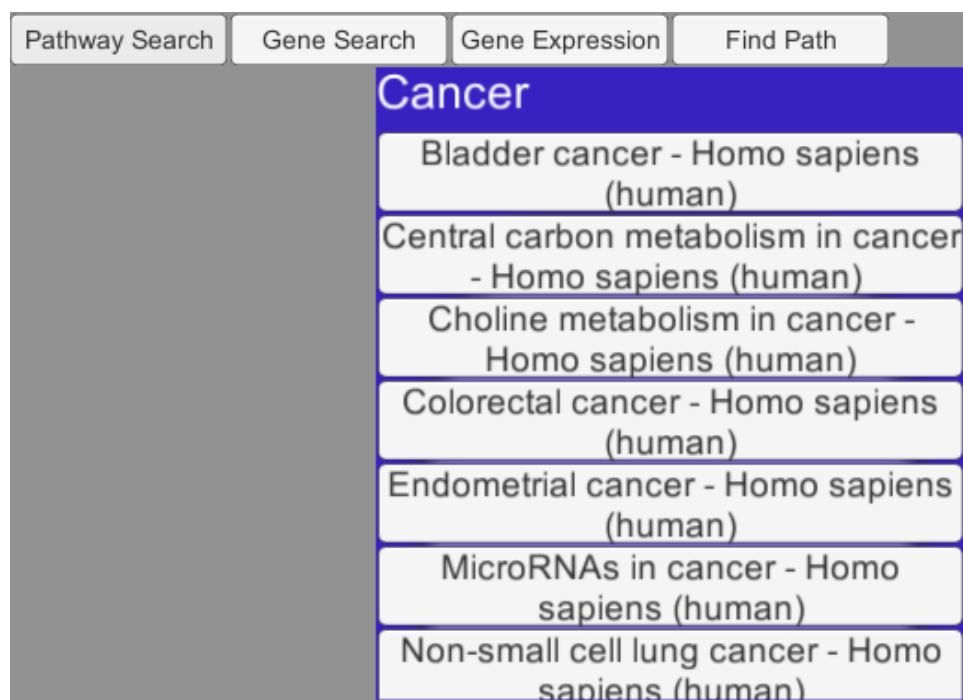 Pathway Search Gene Search Gene Expression Find Path
Cancer
Bladder cancer - Homo sapiens
(human)
Central carbon metabolism in cancer
- Homo sapiens (human)
Choline metabolism in cancer -
Homo sapiens (human)
Colorectal cancer - Homo sapiens
(human)
Endometrial cancer - Homo sapiens
(human)
MicroRNAs in cancer - Homo
sapiens (human)
Non-small cell lung cancer - Homo
sapiens (human)